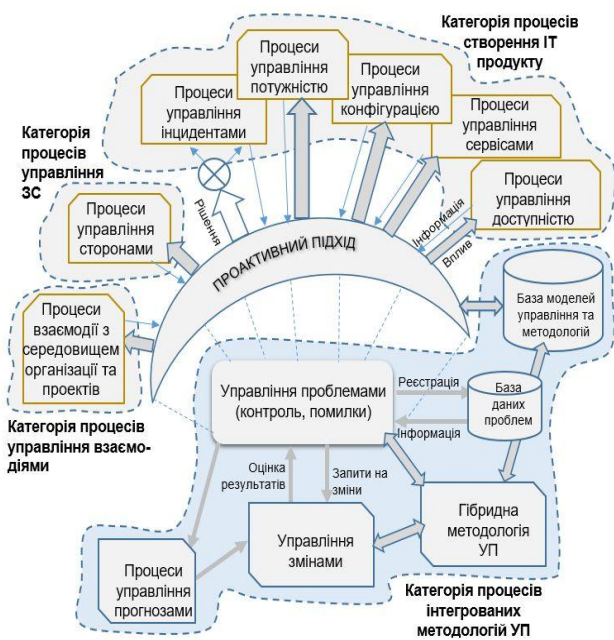 Категорія процесів
створення ІТ
продукту
Процеси
управління
потужністю
Процеси
управління
конфігурацією
Процеси
управління
інцидентами
Процеси
управління
сервісами
Категорія
процесів
управління
ЗС
Процеси
управління
сторонами
Процеси
управління
доступністю
Рішення
Інформація
Вплив
ПРОАКТИВНИЙ ПІДХІД
База моделей
управління та
методологій
Процеси
взаємодії з
середовищем
організації та
проектів
Категорія процесів
управління взаємо-
діями
Управління проблемами
(контроль, помилки)
Реєстрація
Інформація
База
даних
проблем
Оцінка
результатів
Запити на
зміни
Управління
змінами
Гібридна
методологія
УП
Процеси
управління
прогнозами
Категорія процесів
інтегрованих
методологій УП